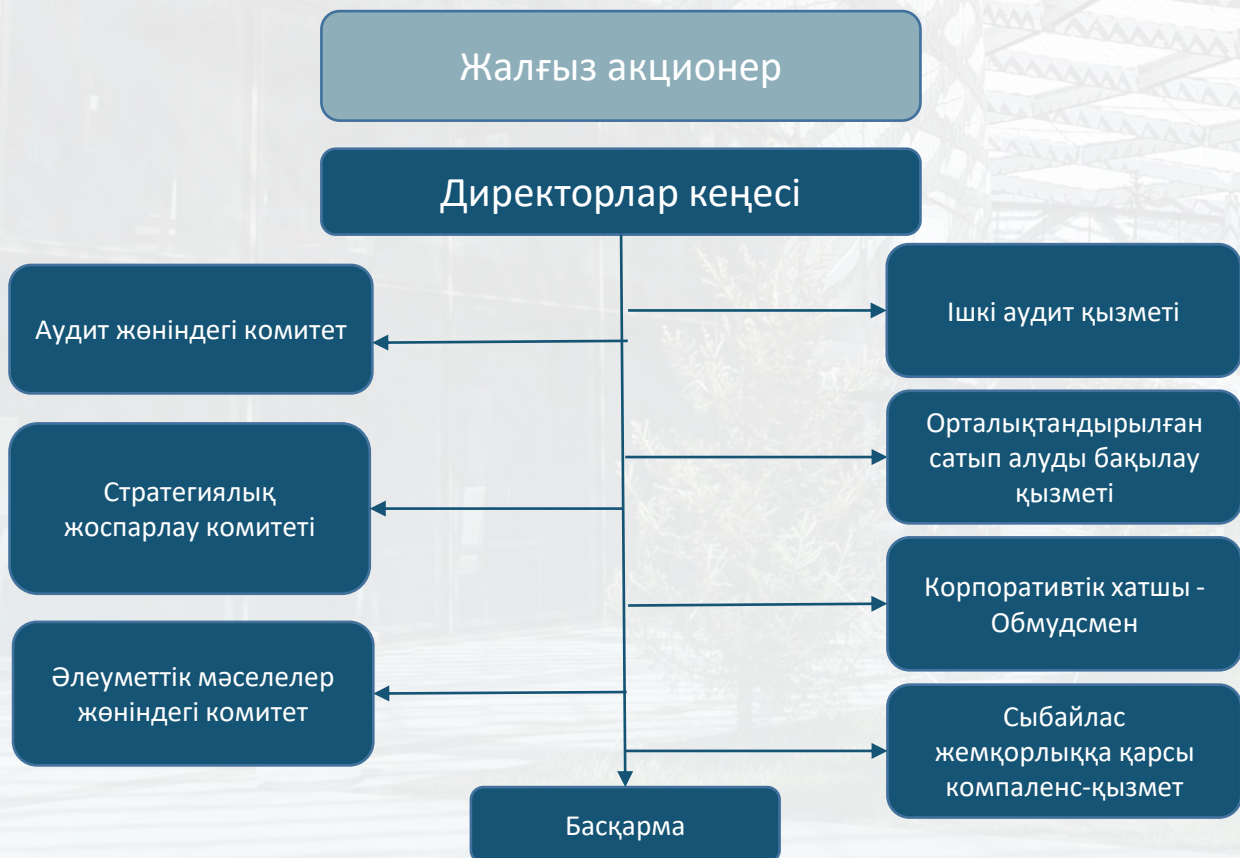 Жалғыз акционер
Директорлар кеңесі
Аудит жөніндегі комитет
Стратегиялық
жоспарлау комитеті
Әлеуметтік мәселелер
жөніндегі комитет
Ішкі аудит қызметі
Орталықтандырылған
сатып алуды бақылау
қызметі
Корпоративтік хатшы -
Обмудсмен
Сыбайлас
жемқорлыққа қарсы
компаленс-қызмет
Басқарма